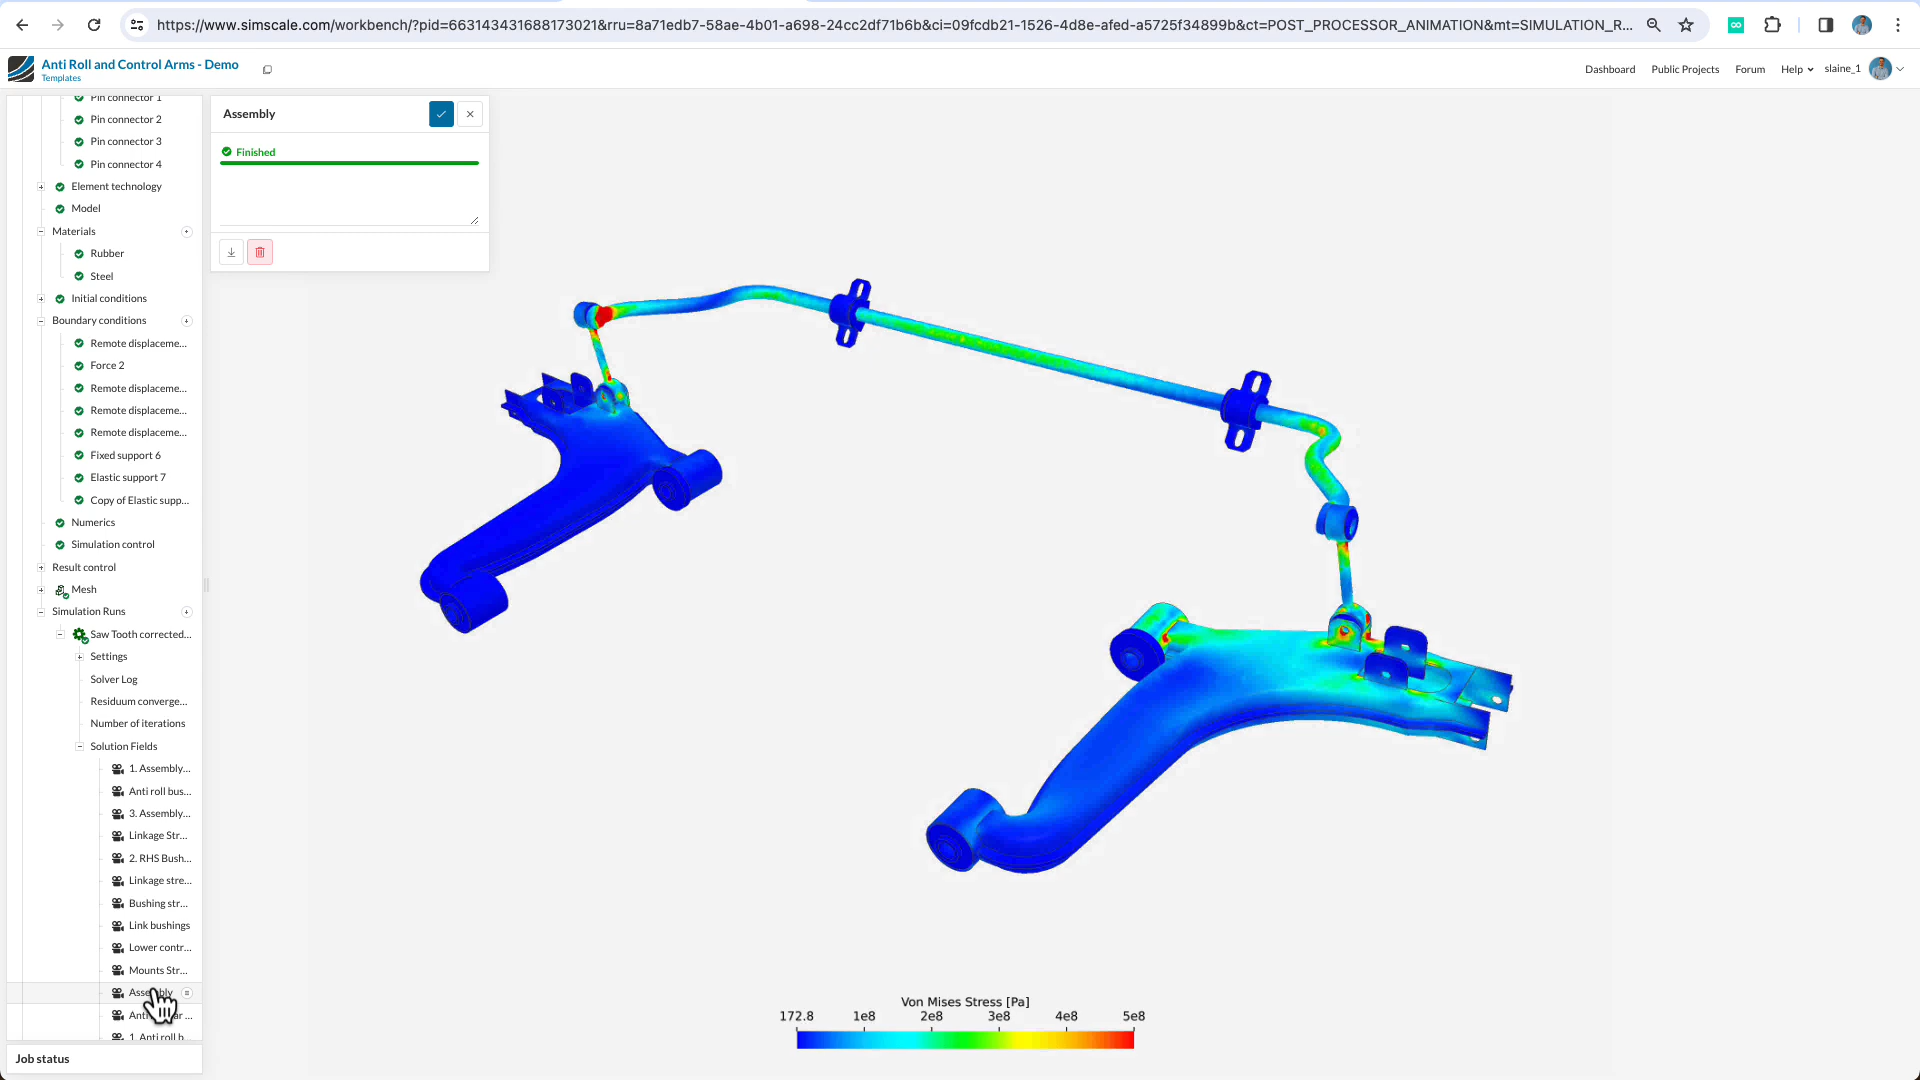 https://www.simscale.com/workbench/?pid=663143431688173021&rru=8a71edb7-58ae-4b01-a698-24cc2df71b6b&ci=09fcdb21-1526-4d8e-afed-a5725f34899b&ct=POST_PROCESSOR_ANIMATION&mt=SIMULATION_R...
Anti Roll and Control Arms - Demo
Templates
Dashboard
Public Projects
Forum
Help
slaine_1
Pin connector 1
Pin connector 2
Pin connector 3
Pin connector 4
Element technology
Model
Materials
Rubber
Steel
Initial conditions
Boundary conditions
Remote displaceme...
Force 2
Remote displaceme...
Remote displaceme...
Remote displaceme...
Fixed support 6
Elastic support 7
Copy of Elastic supp...
Numerics
Simulation control
Result control
Mesh
Simulation Runs
Saw Tooth corrected...
Settings
Solver Log
Residuum converge...
Number of iterations
Solution Fields
1. Assembly...
Anti roll bus...
3. Assembly...
Linkage Str...
2. RHS Bush...
Linkage stre...
Bushing str...
Link bushings
Lower contr...
Mounts Str...
Assembly
1. Anti roll b
Job status
Assembly
Finished
Von Mises Stress [Pa]
172.8 1e8 2e8 3e8 4e8 5e8